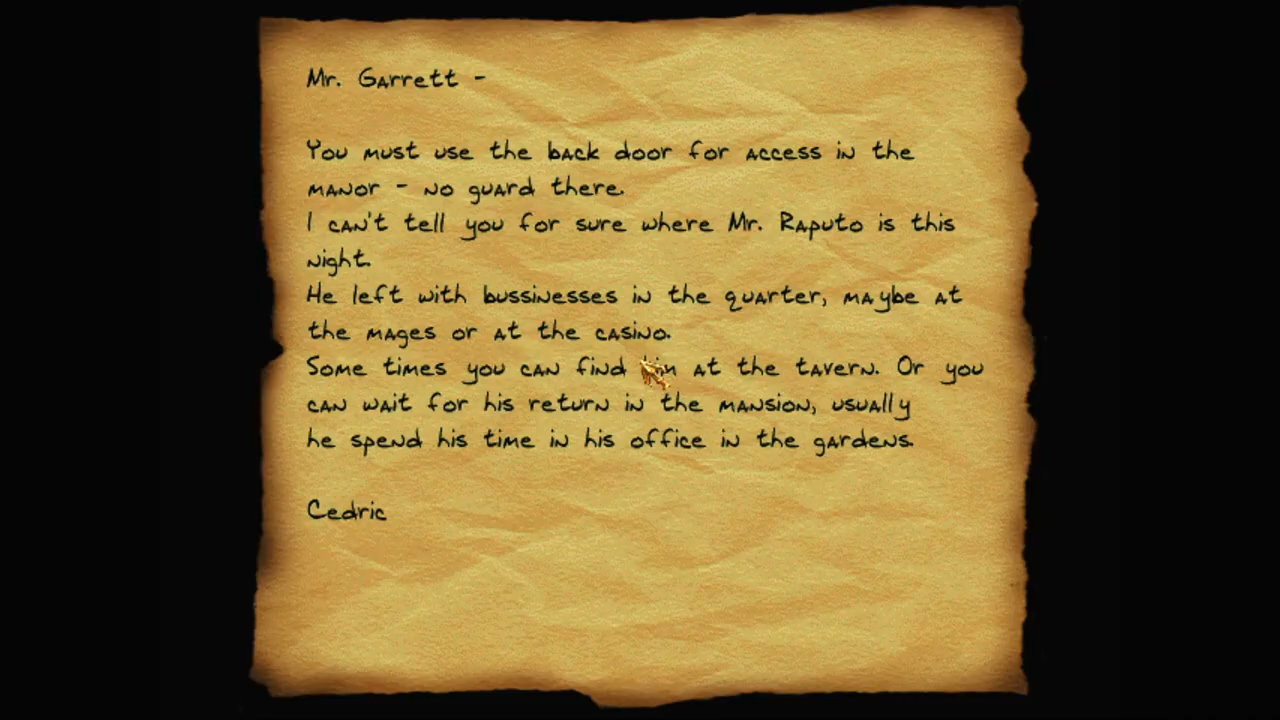 Mr. Garrett -
You must use the back door for access in the
manor - no guard there.
I can't tell you for sure where Mr. Raputo is this
night.
He left with bussinesses in the quarter, maybe at
the mages or at the casino.
Some times you can find him at the tavern. Or you
can wait for his return in the mansion, usually
he spend his time in his office in the gardens.
Cedric